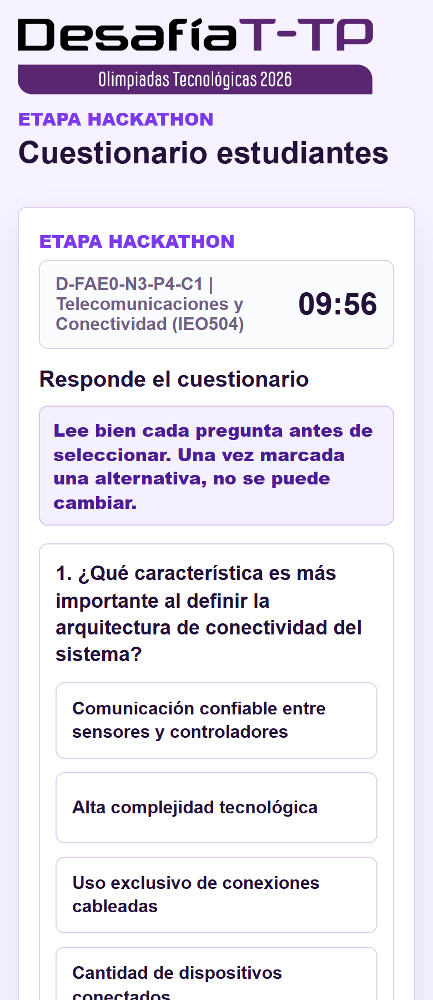 DesafíaT-TP
Olimpiadas Tecnológicas 2026
ETAPA HACKATHON
Cuestionario estudiantes
ETAPA HACKATHON
D-FAE0-N3-P4-C1 |
Telecomunicaciones y
Conectividad (IEO504)
09:56
Responde el cuestionario
Lee bien cada pregunta antes de
seleccionar. Una vez marcada
una alternativa, no se puede
cambiar.
1. ¿Qué característica es más
importante al definir la
arquitectura de conectividad del
sistema?
Comunicación confiable entre
sensores y controladores
Alta complejidad tecnológica
Uso exclusivo de conexiones
cableadas
Cantidad de dispositivos
conectados